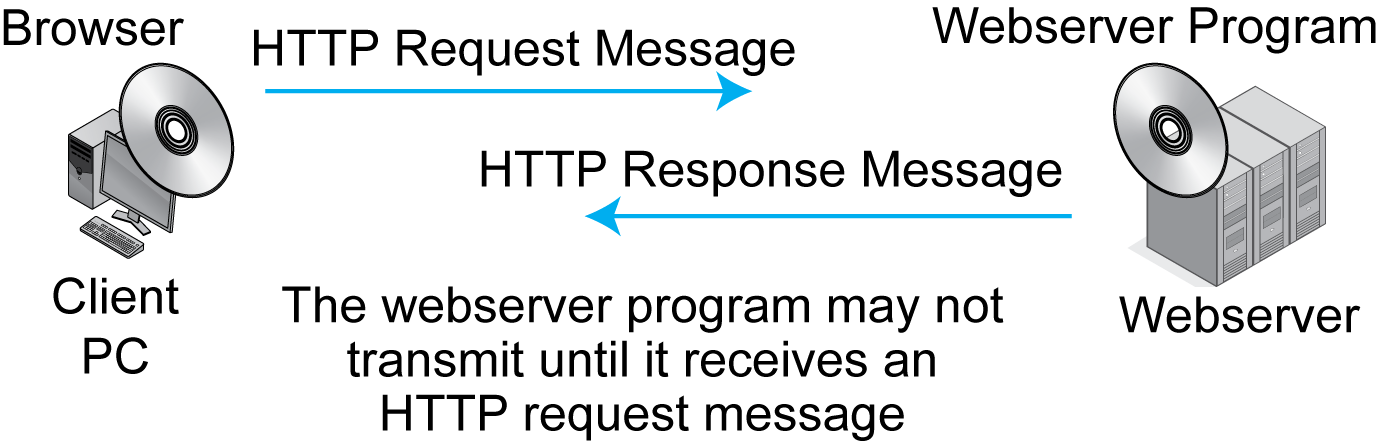 Browser
Webserver Program
HTTP Request Message
HTTP Response Message
Client
PC
The webserver program may not
transmit until it receives an
HTTP request message
Webserver